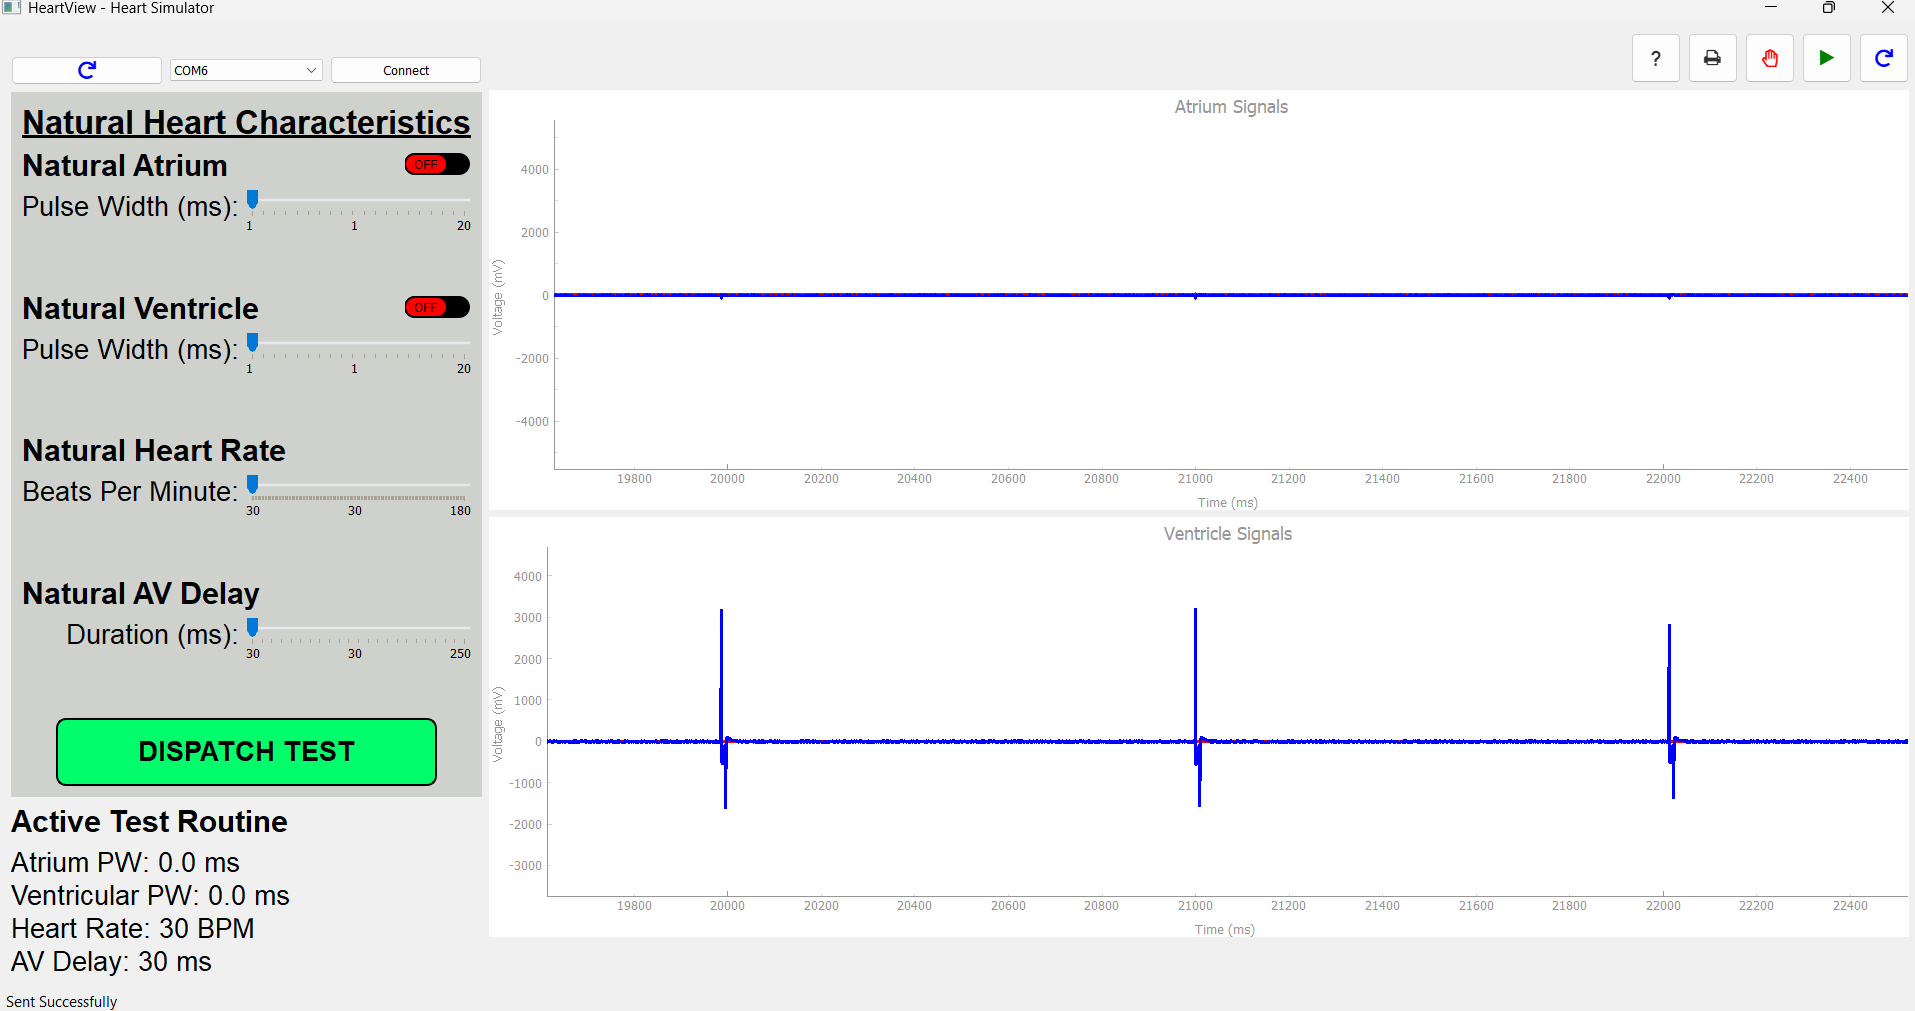 HeartView - Heart Simulator
COM6
Connect
?
Natural Heart Characteristics
Natural Atrium
OFF
Pulse Width (ms):
1 1 20
Natural Ventricle
OFF
Pulse Width (ms):
1 1 20
Natural Heart Rate
Beats Per Minute:
30 30 180
Natural AV Delay
Duration (ms):
30 30 250
DISPATCH TEST
Active Test Routine
Atrium PW: 0.0 ms
Ventricular PW: 0.0 ms
Heart Rate: 30 BPM
AV Delay: 30 ms
Sent Successfully
Atrium Signals
Voltage (mV)
4000
2000
0
-2000
-4000
19800 20000 20200 20400 20600 20800 21000 21200 21400 21600 21800 22000 22200 22400
Time (ms)
Ventricle Signals
Voltage (mV)
4000
3000
2000
1000
0
-1000
-2000
-3000
19800 20000 20200 20400 20600 20800 21000 21200 21400 21600 21800 22000 22200 22400
Time (ms)